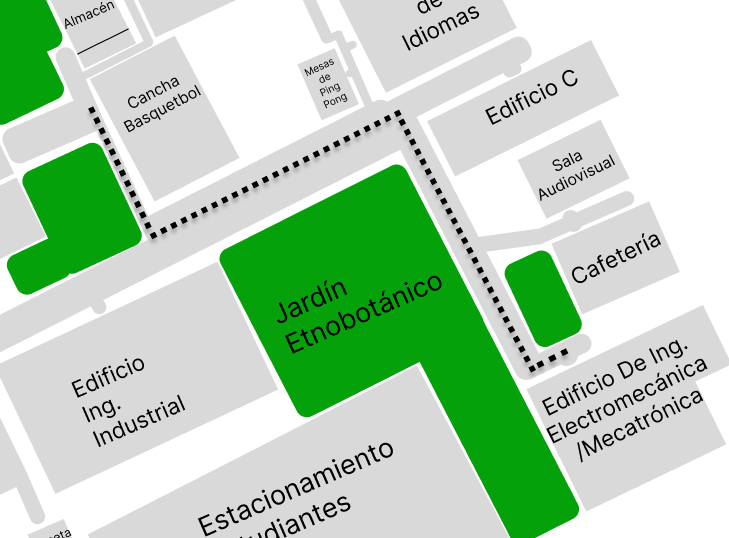 Almacén
de
Idiomas
Mesas
de
Ping
Pong
Cancha
Basquetbol
Edificio C
Sala
Audiovisual
Cafetería
Jardín
Etnobotánico
Edificio
Ing.
Industrial
Edificio De Ing.
Electromecánica
/Mecatrónica
Estacionamiento